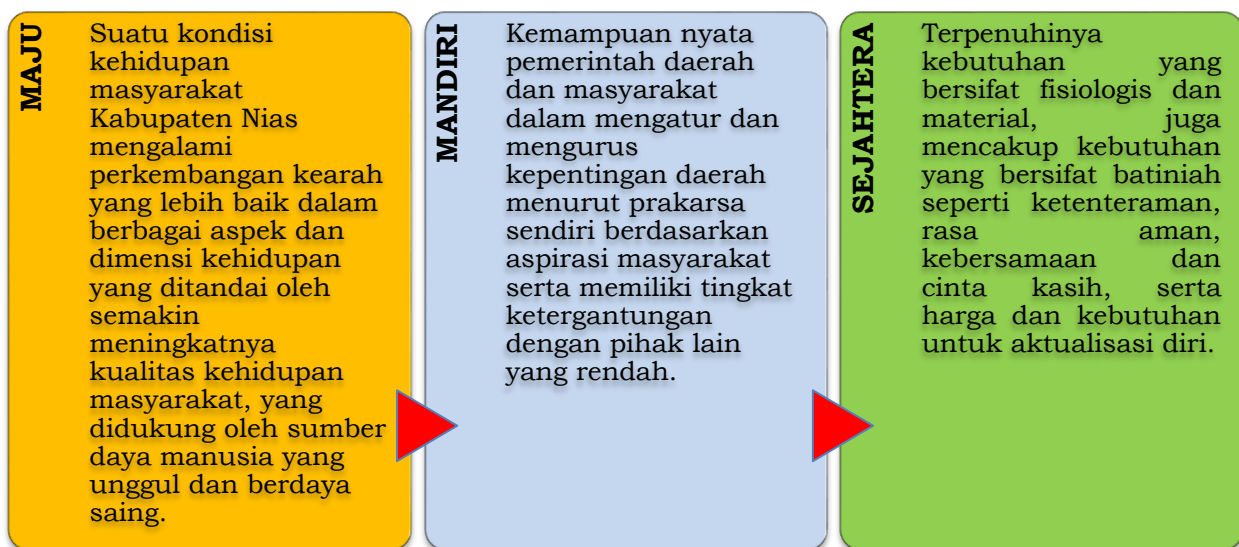 MAJU
Suatu kondisi
kehidupan
masyarakat
Kabupaten Nias
mengalami
perkembangan kearah
yang lebih baik dalam
berbagai aspek dan
dimensi kehidupan
yang ditandai oleh
semakin
meningkatnya
kualitas kehidupan
masyarakat, yang
didukung oleh sumber
daya manusia yang
unggul dan berdaya
saing.
MANDIRI
Kemampuan nyata
pemerintah daerah
dan masyarakat
dalam mengatur dan
mengurus
kepentingan daerah
menurut prakarsa
sendiri berdasarkan
aspirasi masyarakat
serta memiliki tingkat
ketergantungan
dengan pihak lain
yang rendah.
SEJAHTERA
Terpenuhinya
kebutuhan yang
bersifat fisiologis dan
material, juga
mencakup kebutuhan
yang bersifat batiniah
seperti ketenteraman,
rasa aman,
kebersamaan dan
cinta kasih, serta
harga dan kebutuhan
untuk aktualisasi diri.